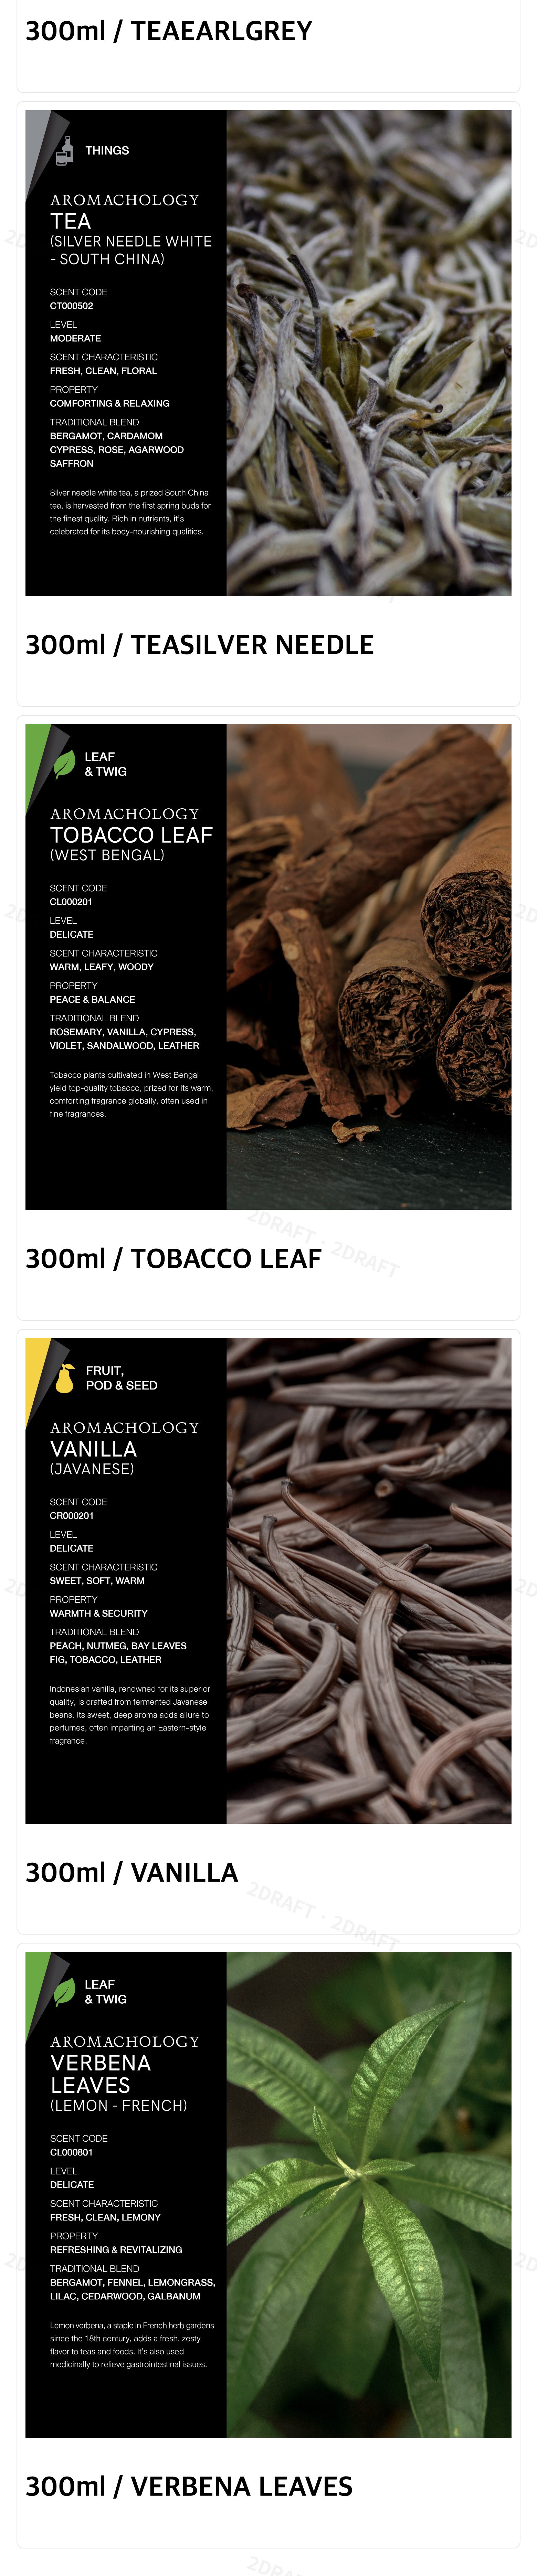 300ml / TEAEARLGREY
THINGS
AROMACHOLOGY
TEA
(SILVER NEEDLE WHITE
- SOUTH CHINA)
SCENT CODE
CT000502
LEVEL
MODERATE
SCENT CHARACTERISTIC
FRESH, CLEAN, FLORAL
PROPERTY
COMFORTING & RELAXING
TRADITIONAL BLEND
BERGAMOT, CARDAMOM
CYPRESS, ROSE, AGARWOOD
SAFFRON
Silver needle white tea, a prized South China
tea, is harvested from the first spring buds for
the finest quality. Rich in nutrients, it's
celebrated for its body-nourishing qualities.
300ml / TEASILVER NEEDLE
LEAF
& TWIG
AROMACHOLOGY
TOBACCO LEAF
(WEST BENGAL)
SCENT CODE
CL000201
LEVEL
DELICATE
SCENT CHARACTERISTIC
WARM, LEAFY, WOODY
PROPERTY
PEACE & BALANCE
TRADITIONAL BLEND
ROSEMARY, VANILLA, CYPRESS,
VIOLET, SANDALWOOD, LEATHER
Tobacco plants cultivated in West Bengal
yield top-quality tobacco, prized for its warm,
comforting fragrance globally, often used in
fine fragrances.
2DRAFT - 2DRAFT
300ml / TOBACCO LEAF
FRUIT,
POD & SEED
AROMACHOLOGY
VANILLA
(JAVANESE)
SCENT CODE
CR000201
LEVEL
DELICATE
SCENT CHARACTERISTIC
SWEET, SOFT, WARM
PROPERTY
WARMTH & SECURITY
TRADITIONAL BLEND
PEACH, NUTMEG, BAY LEAVES
FIG, TOBACCO, LEATHER
Indonesian vanilla, renowned for its superior
quality, is crafted from fermented Javanese
beans. Its sweet, deep aroma adds allure to
perfumes, often imparting an Eastern-style
fragrance.
300ml / VANILLA
2DRAFT - 2DRAFT
LEAF
& TWIG
AROMACHOLOGY
VERBENA
LEAVES
(LEMON - FRENCH)
SCENT CODE
CL000801
LEVEL
DELICATE
SCENT CHARACTERISTIC
FRESH, CLEAN, LEMONY
PROPERTY
REFRESHING & REVITALIZING
TRADITIONAL BLEND
BERGAMOT, FENNEL, LEMONGRASS,
LILAC, CEDARWOOD, GALBANUM
Lemon verbena, a staple in French herb gardens
since the 18th century, adds a fresh, zesty
flavor to teas and foods. It's also used
medicinally to relieve gastrointestinal issues.
300ml / VERBENA LEAVES